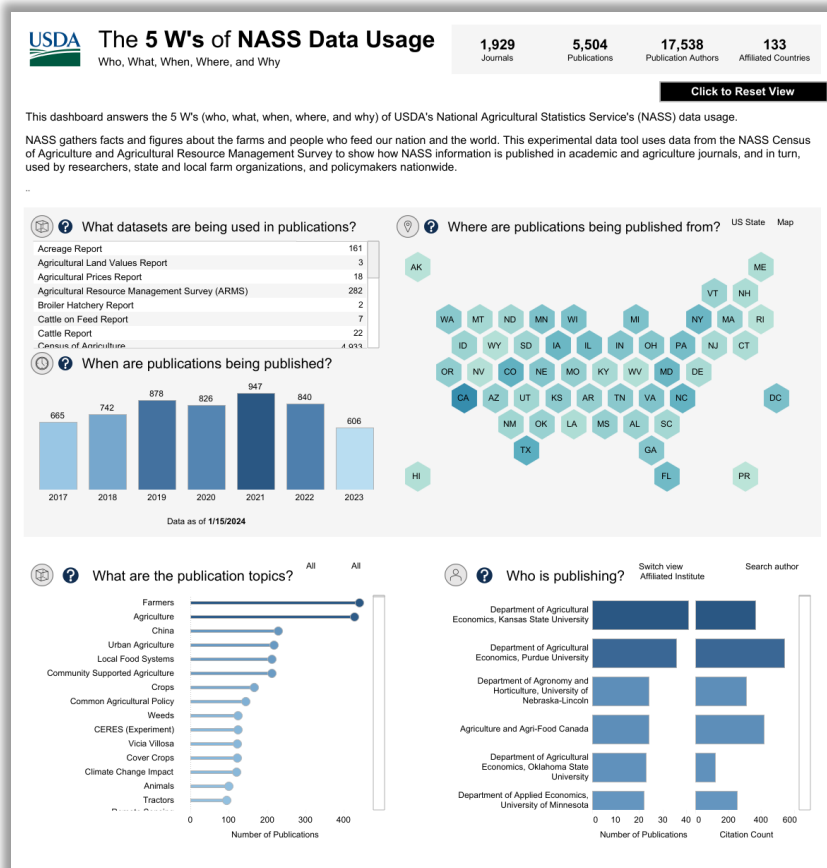 USDA
The 5 W's of NASS Data Usage
Who, What, When, Where, and Why
1,929
Journals
5,504
Publications
17,538
Publication Authors
133
Affiliated Countries
Click to Reset View
This dashboard answers the 5 W's (who, what, when, where, and why) of USDA's National Agricultural Statistics Service's (NASS) data usage.
NASS gathers facts and figures about the farms and people who feed our nation and the world. This experimental data tool uses data from the NASS Census
of Agriculture and Agricultural Resource Management Survey to show how NASS information is published in academic and agriculture journals, and in turn,
used by researchers, state and local farm organizations, and policymakers nationwide.
..
? What datasets are being used in publications?
Acreage Report 161
Agricultural Land Values Report 3
Agricultural Prices Report 18
Agricultural Resource Management Survey (ARMS) 282
Broiler Hatchery Report 2
Cattle on Feed Report 7
Cattle Report 22
Census of Agriculture 4,933
? When are publications being published?
665 742 878 826 947 840 606
2017 2018 2019 2020 2021 2022 2023
Data as of 1/15/2024
? Where are publications being published from? US State Map
AK ME
VT NH
WA MT ND MN WI MI NY MA RI
ID WY SD IA IL IN OH PA NJ CT
OR NV CO NE MO KY WV MD DE
CA AZ UT KS AR TN VA NC DC
NM OK LA MS AL SC
TX GA
HI FL PR
? What are the publication topics? All All
Farmers
Agriculture
China
Urban Agriculture
Local Food Systems
Community Supported Agriculture
Crops
Common Agricultural Policy
Weeds
CERES (Experiment)
Vicia Villosa
Cover Crops
Climate Change Impact
Animals
Tractors
Remote Sensing
0 100 200 300 400
Number of Publications
? Who is publishing?
Switch view
Affiliated Institute
Search author
Department of Agricultural
Economics, Kansas State University
Department of Agricultural
Economics, Purdue University
Department of Agronomy and
Horticulture, University of
Nebraska-Lincoln
Agriculture and Agri-Food Canada
Department of Agricultural
Economics, Oklahoma State
University
Department of Applied Economics,
University of Minnesota
0 10 20 30 40 0 200 400 600
Number of Publications Citation Count